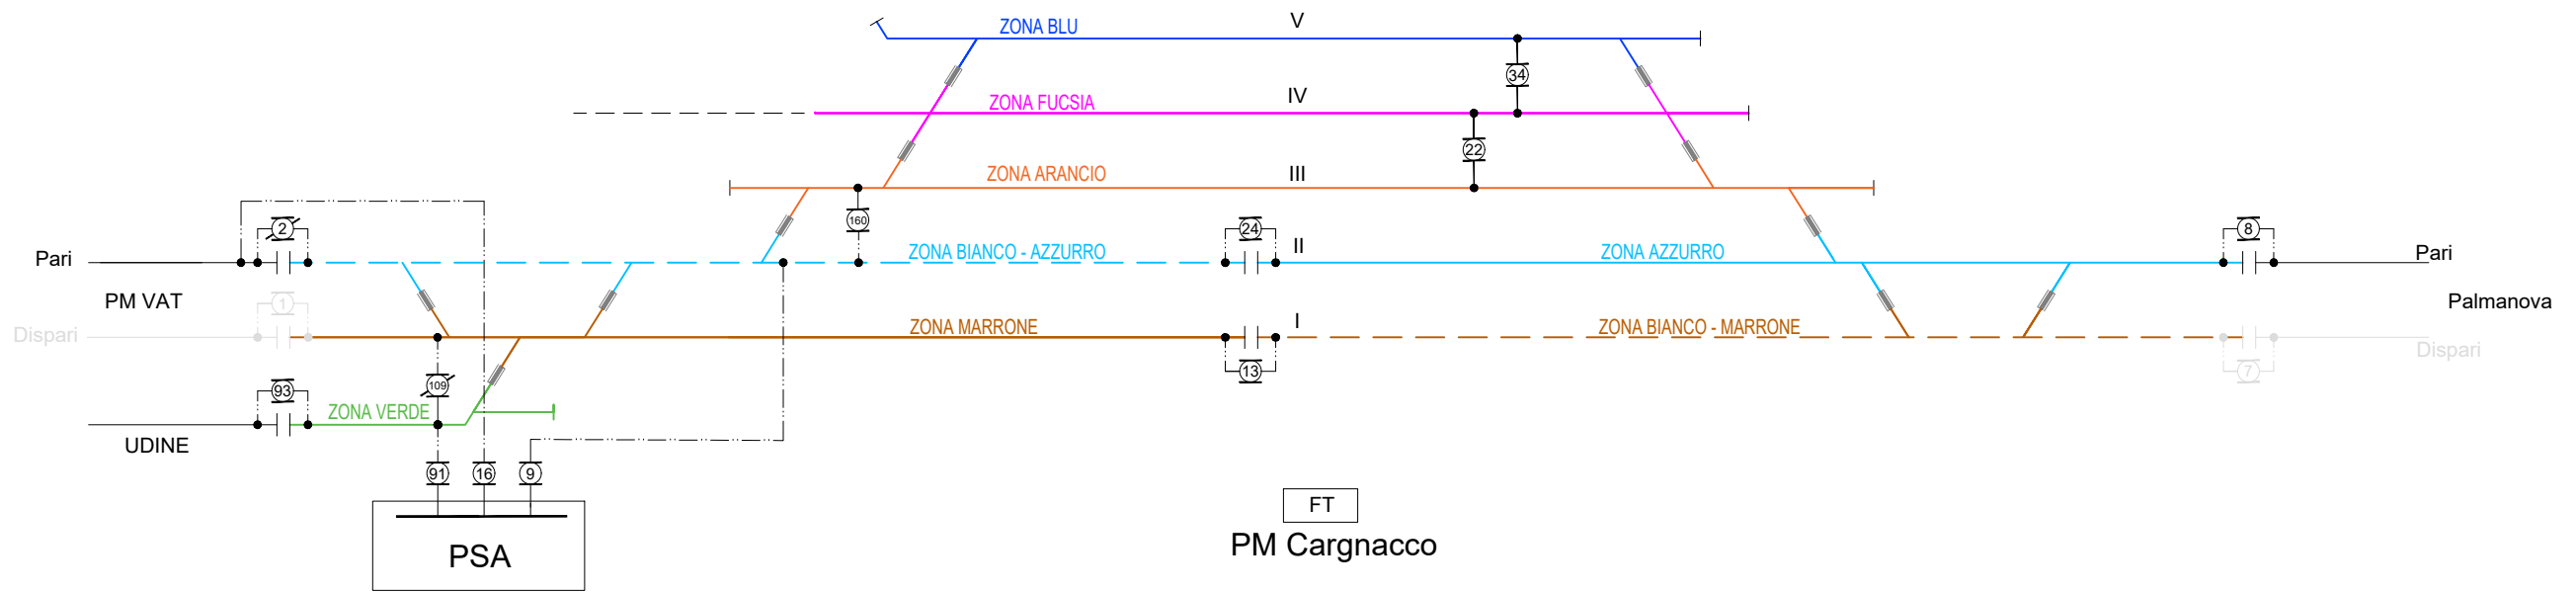 ZONA BLU
V
34
ZONA FUCSIA
IV
22
ZONA ARANCIO
III
160
2
24
8
Pari
ZONA BIANCO - AZZURRO
II
ZONA AZZURRO
Pari
PM VAT
1
Palmanova
Dispari
ZONA MARRONE
I
ZONA BIANCO - MARRONE
Dispari
13
7
109
93
ZONA VERDE
UDINE
91
16
9
FT
PSA
PM Cargnacco